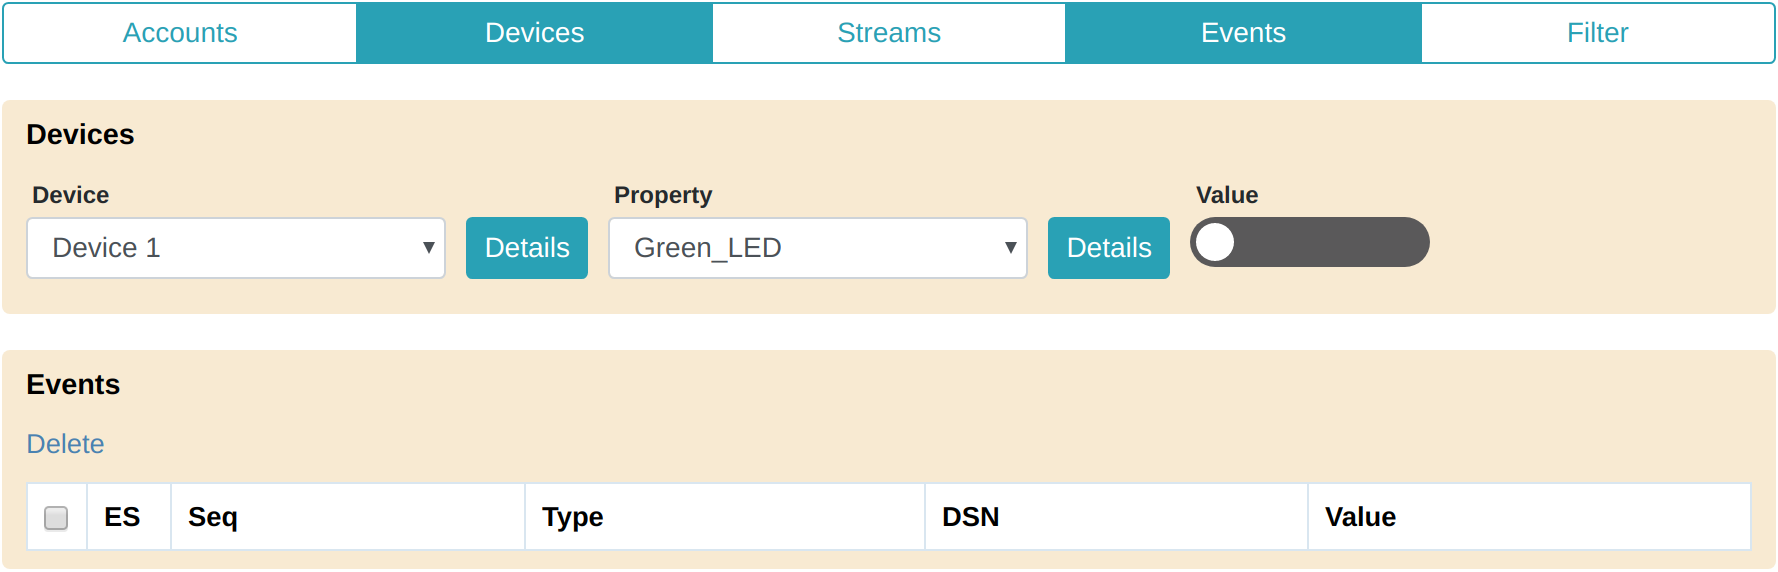 Accounts Devices Streams Events Filter
Devices
Device Property Value
Device 1 Details Green_LED Details
Events
Delete
ES Seq Type DSN Value